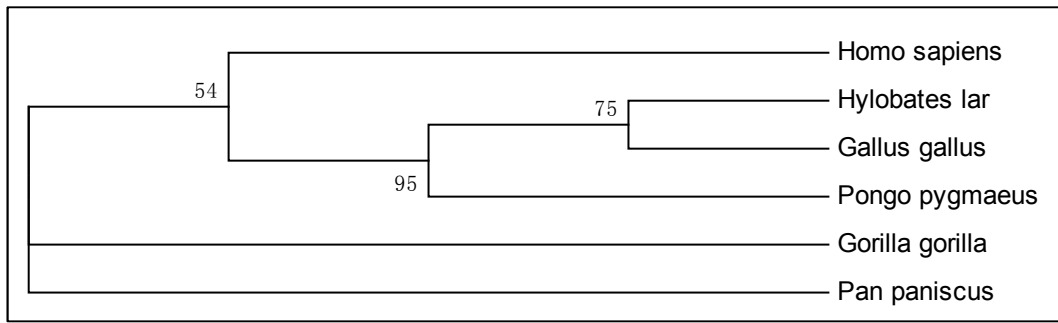 Homo sapiens
54
Hylobates lar
75
Gallus gallus
95
Pongo pygmaeus
Gorilla gorilla
Pan paniscus